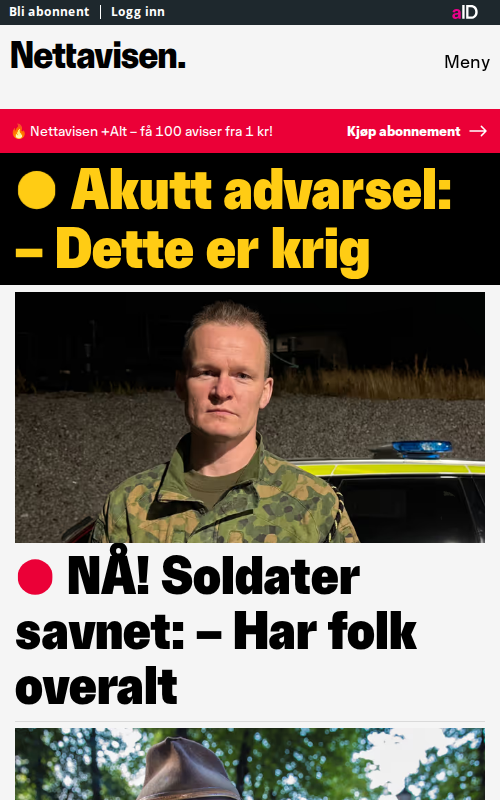 Bli abonnent | Logg inn
aID
Nettavisen.
Meny
🔥 Nettavisen +Alt – få 100 aviser fra 1 kr!
Kjøp abonnement →
Akutt advarsel:
– Dette er krig
NÅ! Soldater
savnet: – Har folk
overalt